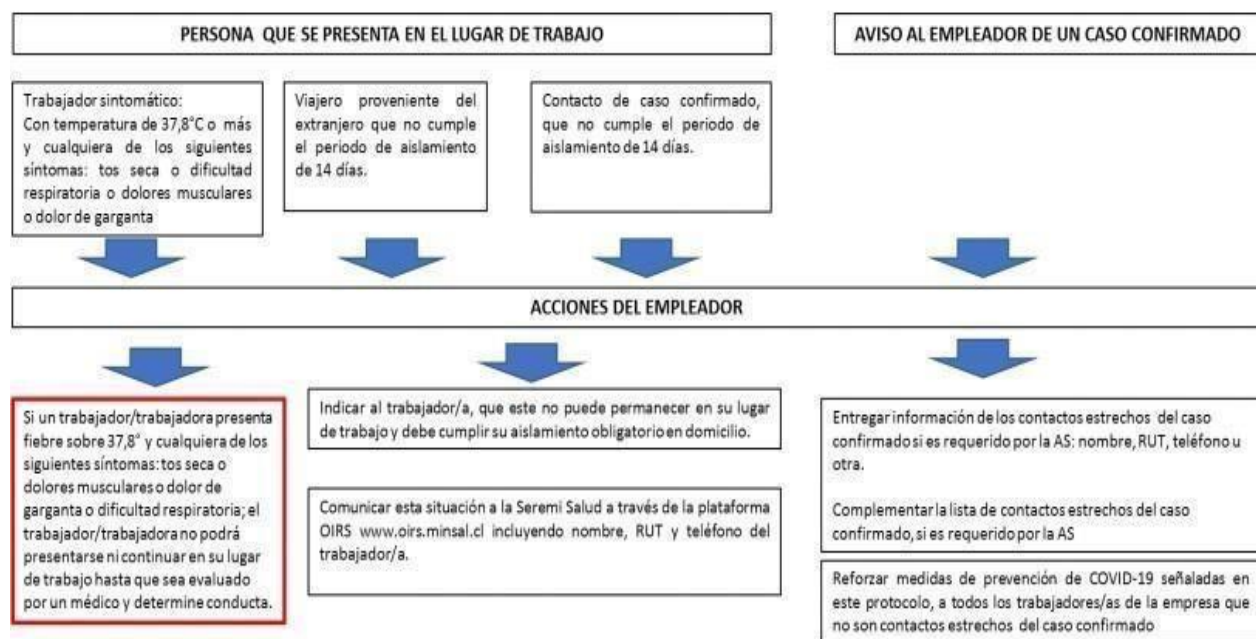 PERSONA QUE SE PRESENTA EN EL LUGAR DE TRABAJO
AVISO AL EMPLEADOR DE UN CASO CONFIRMADO
Trabajador sintomático:
Con temperatura de 37,8°C o más
y cualquiera de los siguientes
síntomas: tos seca o dificultad
respiratoria o dolores musculares
o dolor de garganta
Viajero proveniente del
extranjero que no cumple
el periodo de aislamiento
de 14 días.
Contacto de caso confirmado,
que no cumple el periodo de
aislamiento de 14 días.
ACCIONES DEL EMPLEADOR
Si un trabajador/trabajadora presenta
fiebre sobre 37,8° y cualquiera de los
siguientes síntomas: tos seca o
dolores musculares o dolor de
garganta o dificultad respiratoria; el
trabajador/trabajadora no podrá
presentarse ni continuar en su lugar
de trabajo hasta que sea evaluado
por un médico y determine conducta.
Indicar al trabajador/a, que este no puede permanecer en su lugar
de trabajo y debe cumplir su aislamiento obligatorio en domicilio.
Comunicar esta situación a la Seremi Salud a través de la plataforma
OIRS www.oirs.minsal.cl incluyendo nombre, RUT y teléfono del
trabajador/a.
Entregar información de los contactos estrechos del caso
confirmado si es requerido por la AS: nombre, RUT, teléfono u
otra.
Complementar la lista de contactos estrechos del caso
confirmado, si es requerido por la AS
Reforzar medidas de prevención de COVID-19 señaladas en
este protocolo, a todos los trabajadores/as de la empresa que
no son contactos estrechos del caso confirmado